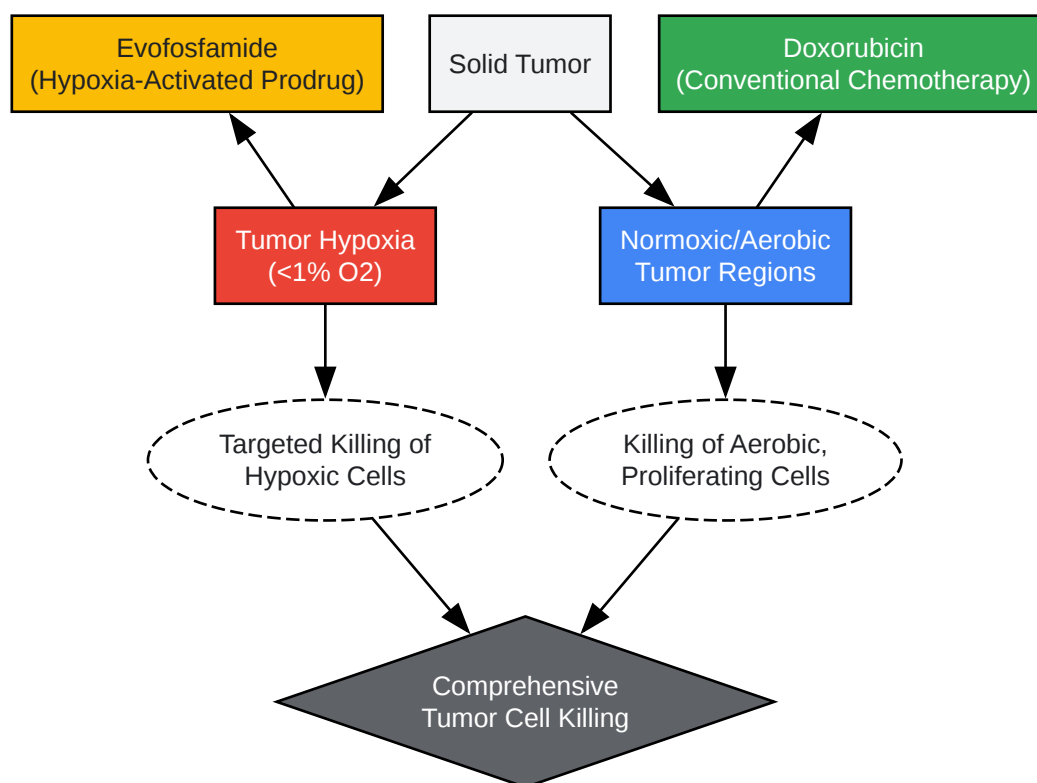 Evofosfamide
(Hypoxia-Activated Prodrug)
Solid Tumor
Doxorubicin
(Conventional Chemotherapy)
Tumor Hypoxia
(<1% O2)
Normoxic/Aerobic
Tumor Regions
Targeted Killing of
Hypoxic Cells
Killing of Aerobic,
Proliferating Cells
Comprehensive
Tumor Cell Killing